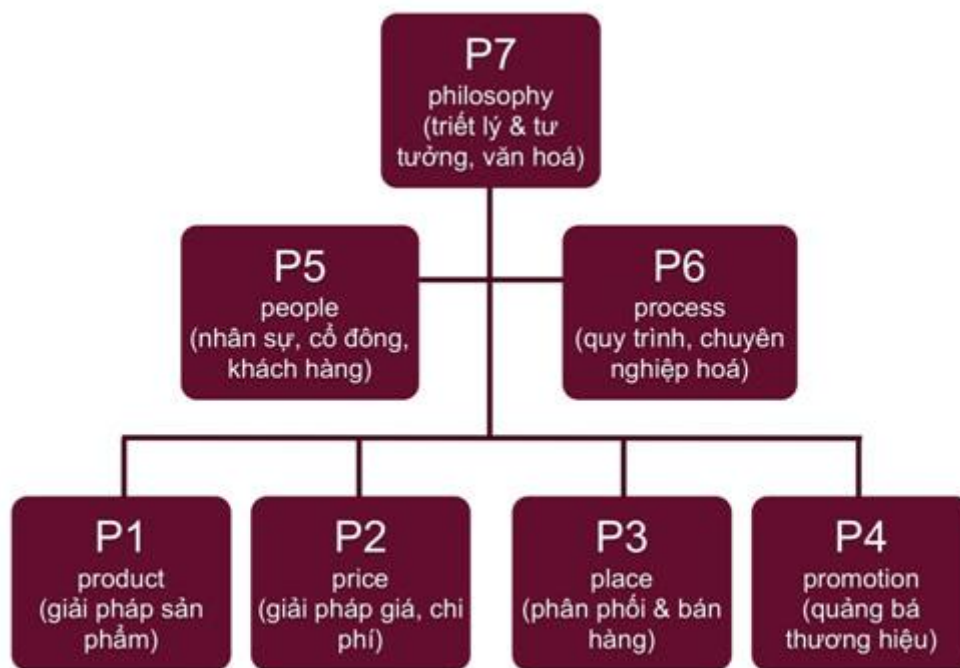 P7
philosophy
(triết lý & tư
tưởng, văn hoá)
P5
people
(nhân sự, cổ đông,
khách hàng)
P6
process
(quy trình, chuyên
nghiệp hoá)
P1
product
(giải pháp sản
phẩm)
P2
price
(giải pháp giá, chi
phí)
P3
place
(phân phối & bán
hàng)
P4
promotion
(quảng bá
thương hiệu)